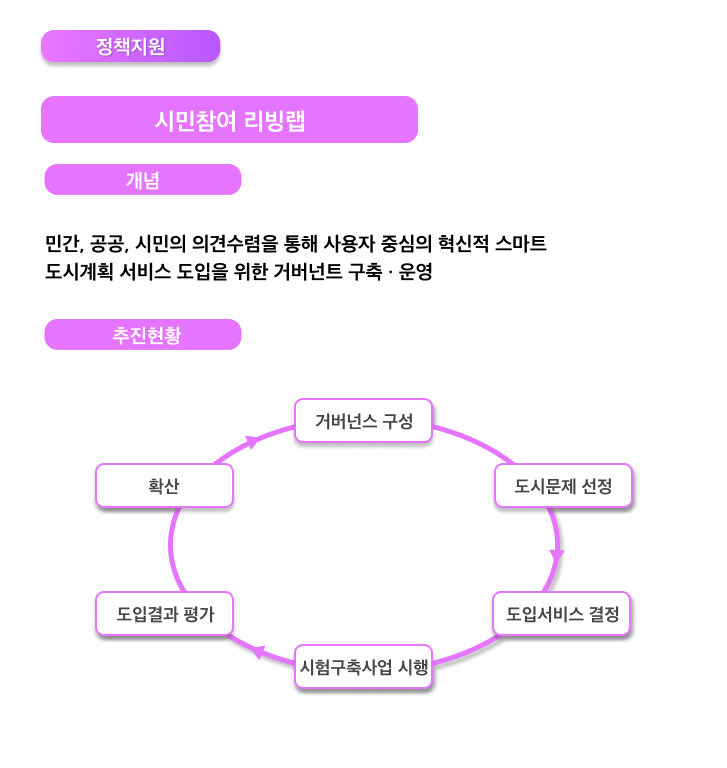 정책지원
시민참여 리빙랩
개념
민간, 공공, 시민의 의견수렴을 통해 사용자 중심의 혁신적 스마트
도시계획 서비스 도입을 위한 거버넌트 구축 · 운영
추진현황
거버넌스 구성
확산
도시문제 선정
도입결과 평가
도입서비스 결정
시험구축사업 시행